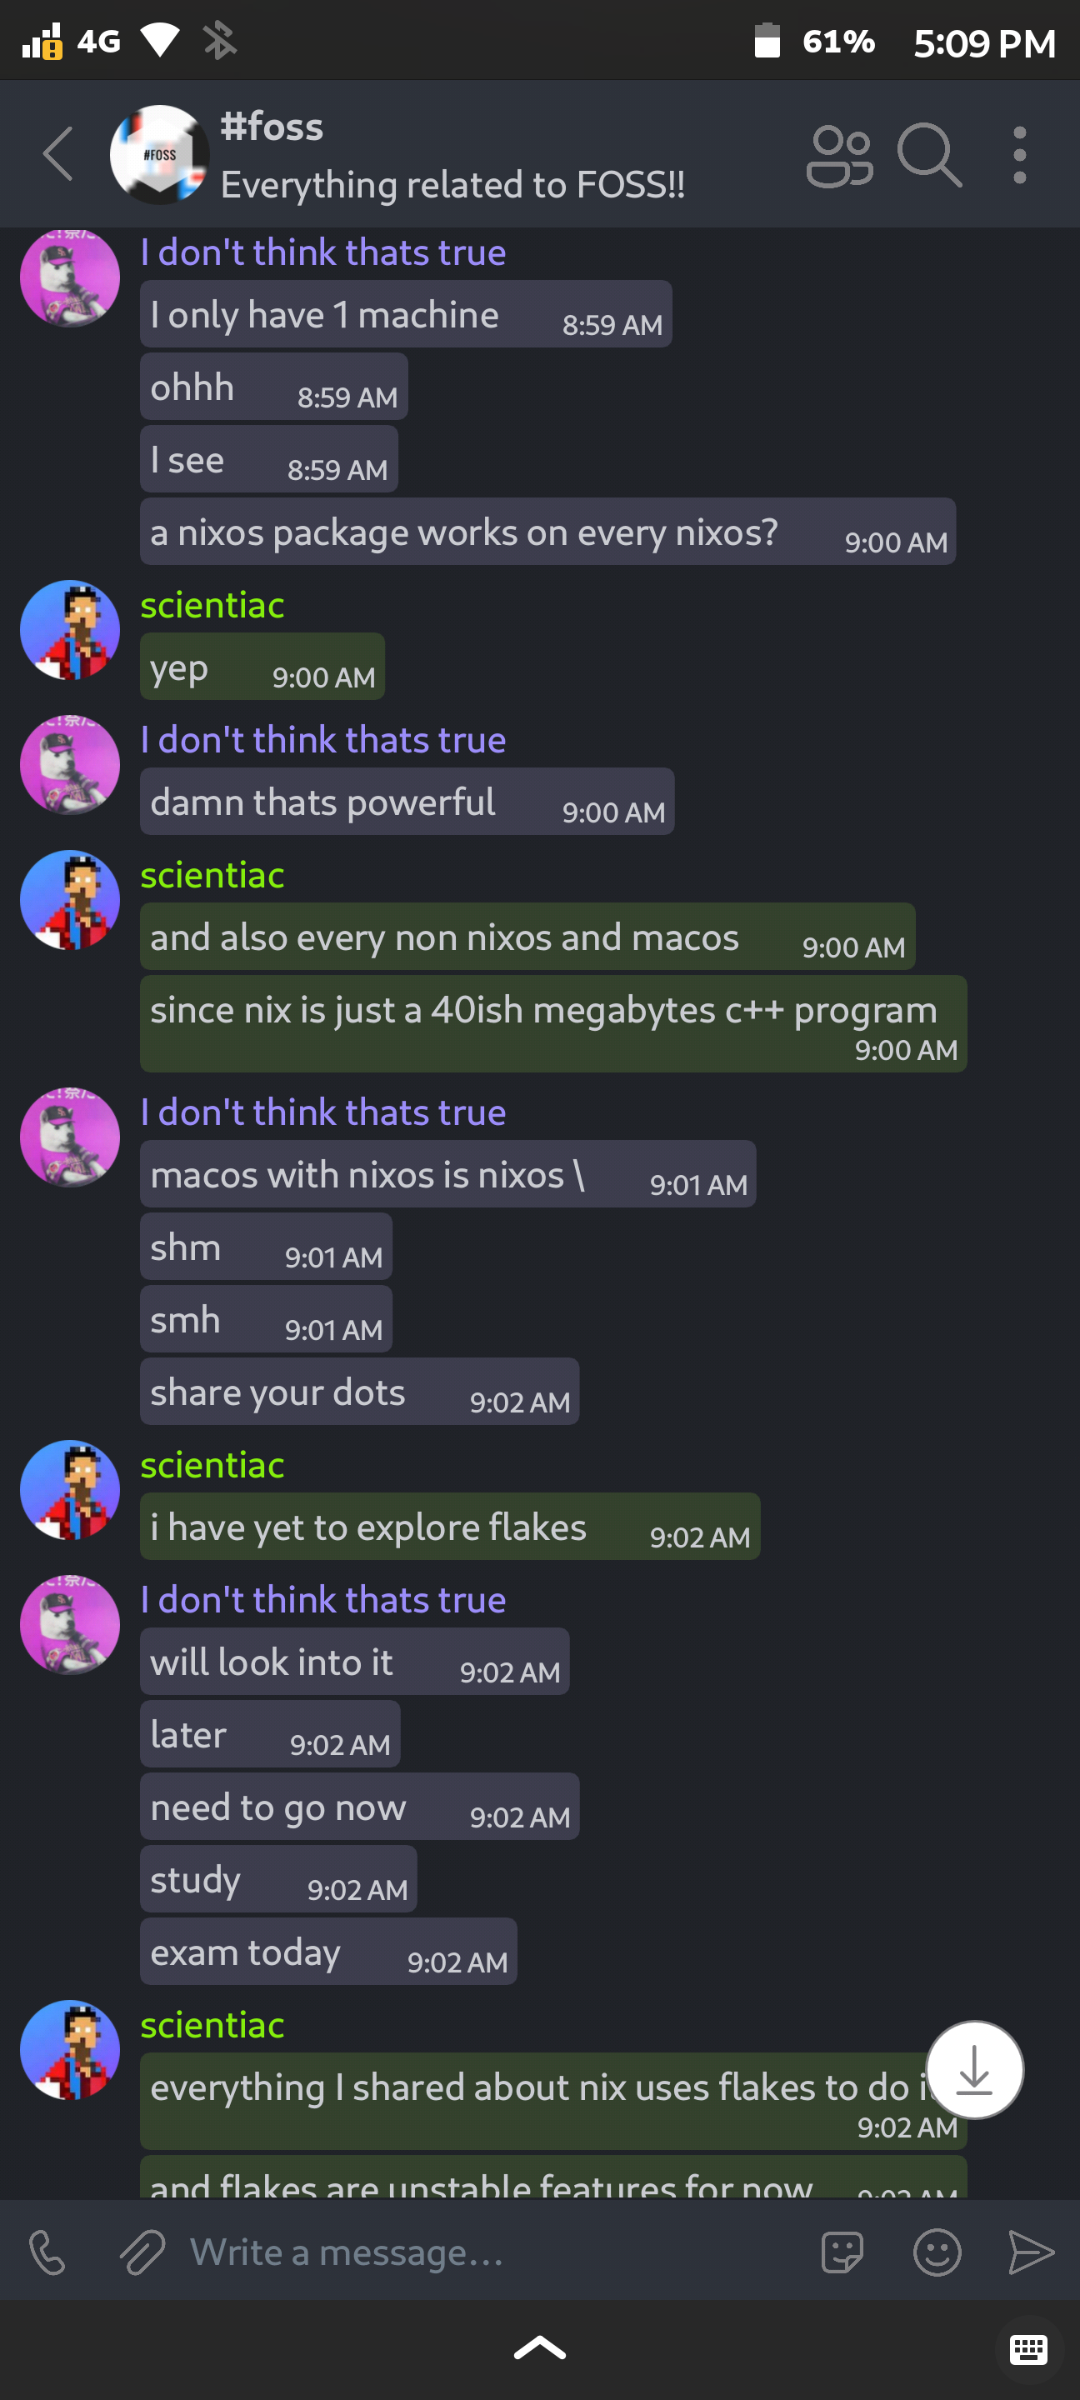 4G 61% 5:09 PM
#FOSS
#foss
Everything related to FOSS!!
I don't think thats true
I only have 1 machine 8:59 AM
ohhh 8:59 AM
I see 8:59 AM
a nixos package works on every nixos? 9:00 AM
scientiac
yep 9:00 AM
I don't think thats true
damn thats powerful 9:00 AM
scientiac
and also every non nixos and macos 9:00 AM
since nix is just a 40ish megabytes c++ program
9:00 AM
I don't think thats true
macos with nixos is nixos \ 9:01 AM
shm 9:01 AM
smh 9:01 AM
share your dots 9:02 AM
scientiac
i have yet to explore flakes 9:02 AM
I don't think thats true
will look into it 9:02 AM
later 9:02 AM
need to go now 9:02 AM
study 9:02 AM
exam today 9:02 AM
scientiac
everything I shared about nix uses flakes to do
9:02 AM
and flakes are unstable features for now 9:02 AM
Write a message...